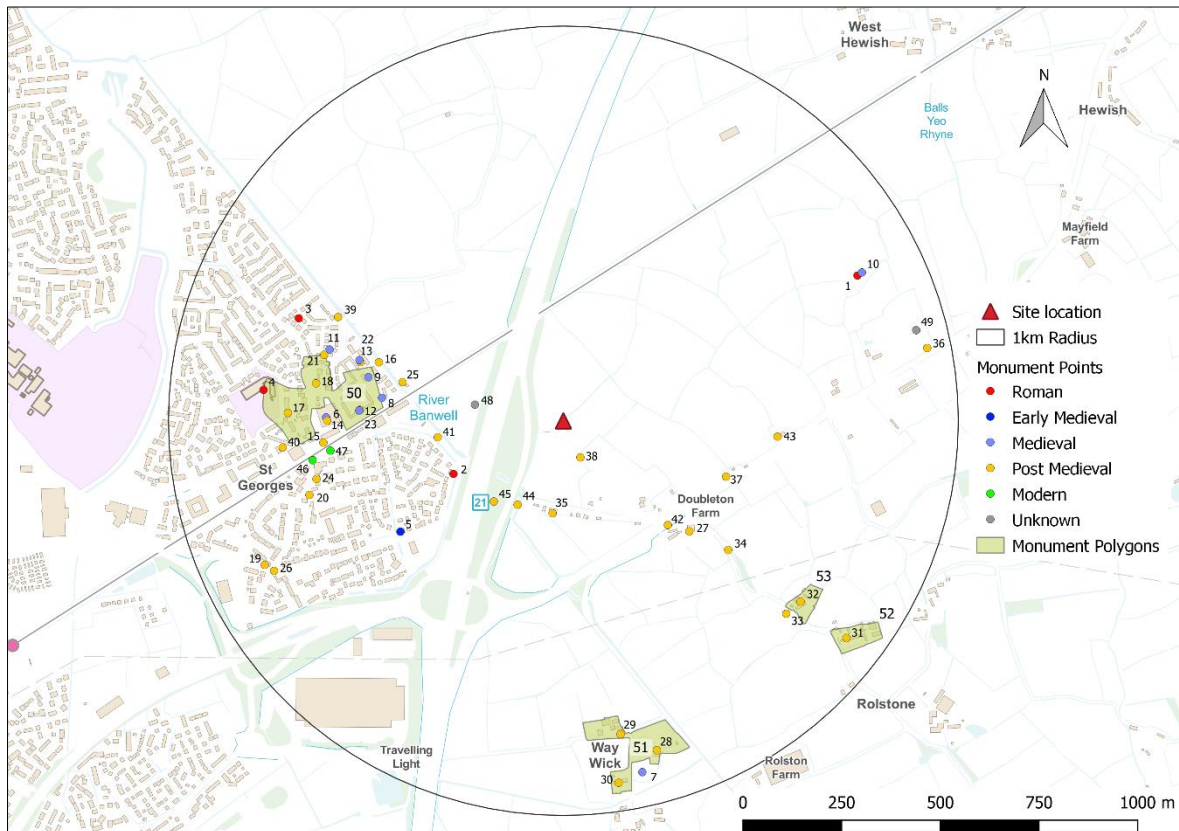 West
Hewish
N
Balls
Yeo
Rhyne
Hewish
Mayfield
Farm
10
1
49
36
3
39
11
22
13
16
21
25
4
18
9
50
8
17
6
12
14
23
River
Banwell
48
15
40
47
41
46
St
Georges
24
20
2
38
43
37
21
45
44
35
Doubleton
Farm
42
27
5
34
19
26
53
32
33
52
31
Rolstone
29
Way
Wick
51
28
30
7
Travelling
Light
Rolston
Farm
Site location
1km Radius
Monument Points
Roman
Early Medieval
Medieval
Post Medieval
Modern
Unknown
Monument Polygons
0 250 500 750 1000 m